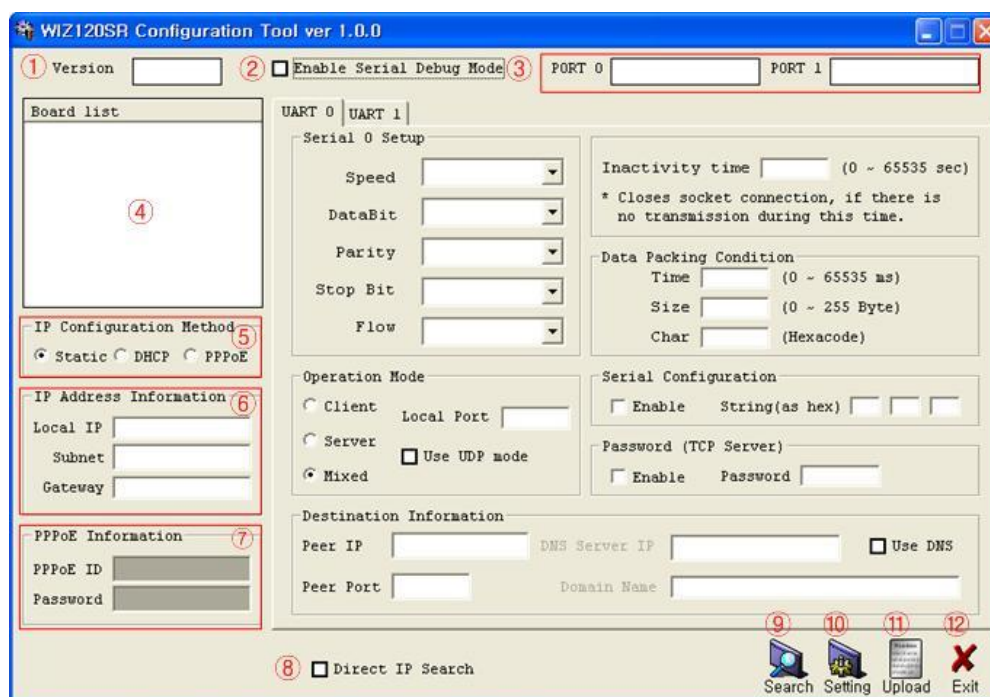 WIZ120SR Configuration Tool ver 1.0.0
① Version ② Enable Serial Debug Mode ③ PORT 0 PORT 1
Board list
④
IP Configuration Method ⑤
Static DHCP PPPoE
IP Address Information ⑥
Local IP
Subnet
Gateway
PPPoE Information ⑦
PPPoE ID
Password
UART 0 UART 1
Serial 0 Setup
Speed
DataBit
Parity
Stop Bit
Flow
Inactivity time (0 ~ 65535 sec)
* Closes socket connection, if there is
no transmission during this time.
Data Packing Condition
Time (0 ~ 65535 ms)
Size (0 ~ 255 Byte)
Char (Hexacode)
Operation Mode
Client
Local Port
Server
Use UDP mode
Mixed
Serial Configuration
Enable String(as hex)
Password (TCP Server)
Enable Password
Destination Information
Peer IP DNS Server IP Use DNS
Peer Port Domain Name
⑧ Direct IP Search
⑨ ⑩ ⑪ ⑫
Search Setting Upload Exit